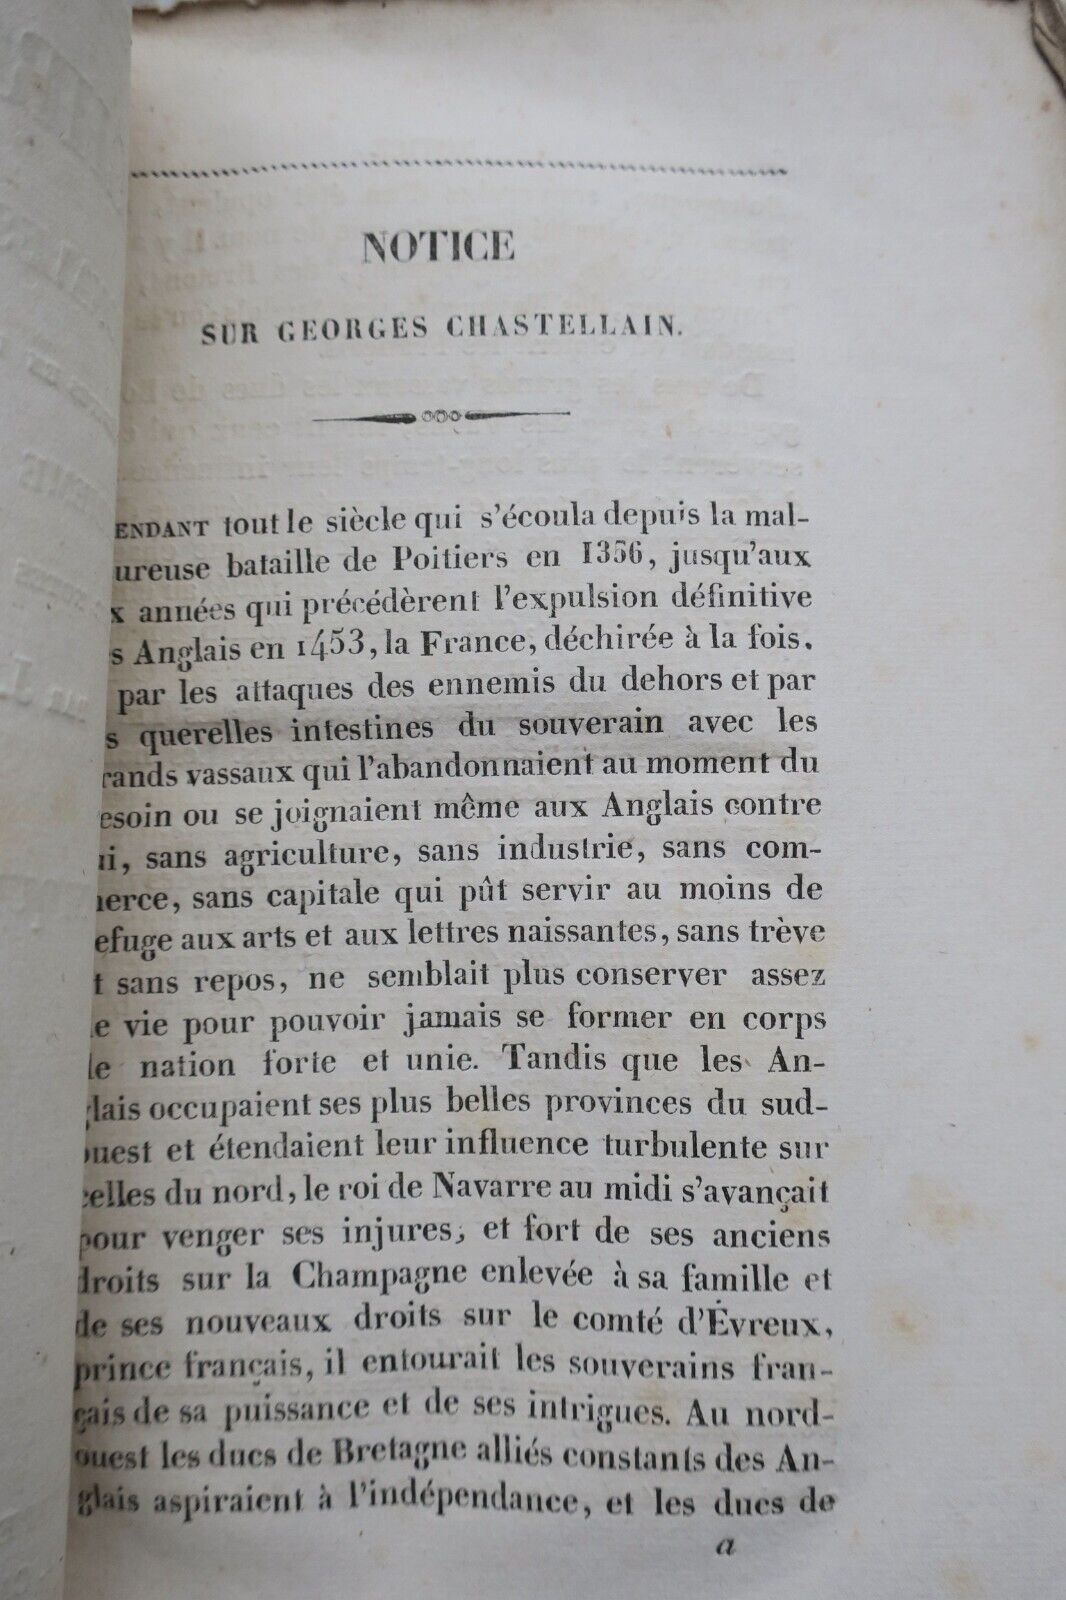 NOTICE
SUR GEORGES CHASTELLAIN.
ENDANT tout le siècle qui s'écoula depuis la mal-
ureuse bataille de Poitiers en 1356, jusqu'aux
x années qui précédèrent l'expulsion définitive
s Anglais en 1453, la France, déchirée à la fois,
par les attaques des ennemis du dehors et par
s querelles intestines du souverain avec les
rands vassaux qui l'abandonnaient au moment du
esoin ou se joignaient même aux Anglais contre
ui, sans agriculture, sans industrie, sans com-
merce, sans capitale qui pût servir au moins de
efuge aux arts et aux lettres naissantes, sans trève
t sans repos, ne semblait plus conserver assez
de vie pour pouvoir jamais se former en corps
de nation forte et unie. Tandis que les An-
glais occupaient ses plus belles provinces du sud-
ouest et étendaient leur influence turbulente sur
celles du nord, le roi de Navarre au midi s'avançait
pour venger ses injures, et fort de ses anciens
droits sur la Champagne enlevée à sa famille et
de ses nouveaux droits sur le comté d'Évreux,
prince français, il entourait les souverains fran-
çais de sa puissance et de ses intrigues. Au nord-
ouest les ducs de Bretagne alliés constants des An-
glais aspiraient à l'indépendance, et les ducs de
a